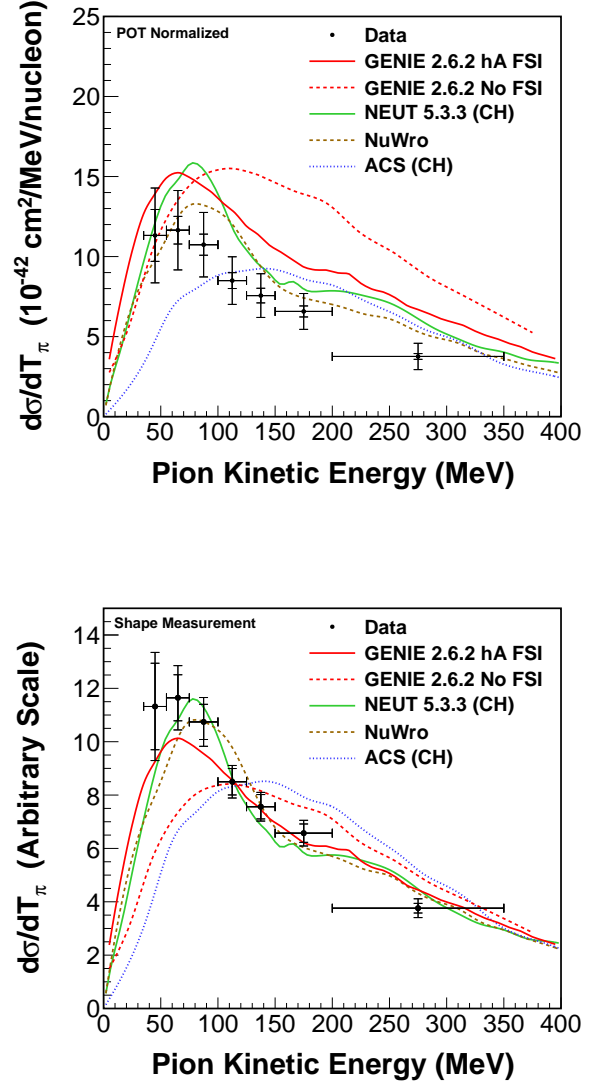 25
POT Normalized
Data
GENIE 2.6.2 hA FSI
20
GENIE 2.6.2 No FSI
NEUT 5.3.3 (CH)
NuWro
15
ACS (CH)
10
5
0
0 50 100 150 200 250 300 350 400
dσ/dTπ (10⁻⁴² cm²/MeV/nucleon)
Pion Kinetic Energy (MeV)
Shape Measurement
14
Data
GENIE 2.6.2 hA FSI
12
GENIE 2.6.2 No FSI
NEUT 5.3.3 (CH)
10
NuWro
ACS (CH)
8
6
4
2
0
0 50 100 150 200 250 300 350 400
dσ/dTπ (Arbitrary Scale)
Pion Kinetic Energy (MeV)